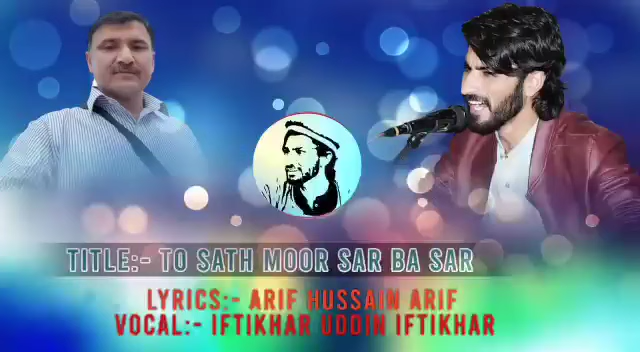 TITLE:- TO SATH MOOR SAR BA SAR
LYRICS:- ARIF HUSSAIN ARIF
VOCAL:- IFTIKHAR UDDIN IFTIKHAR